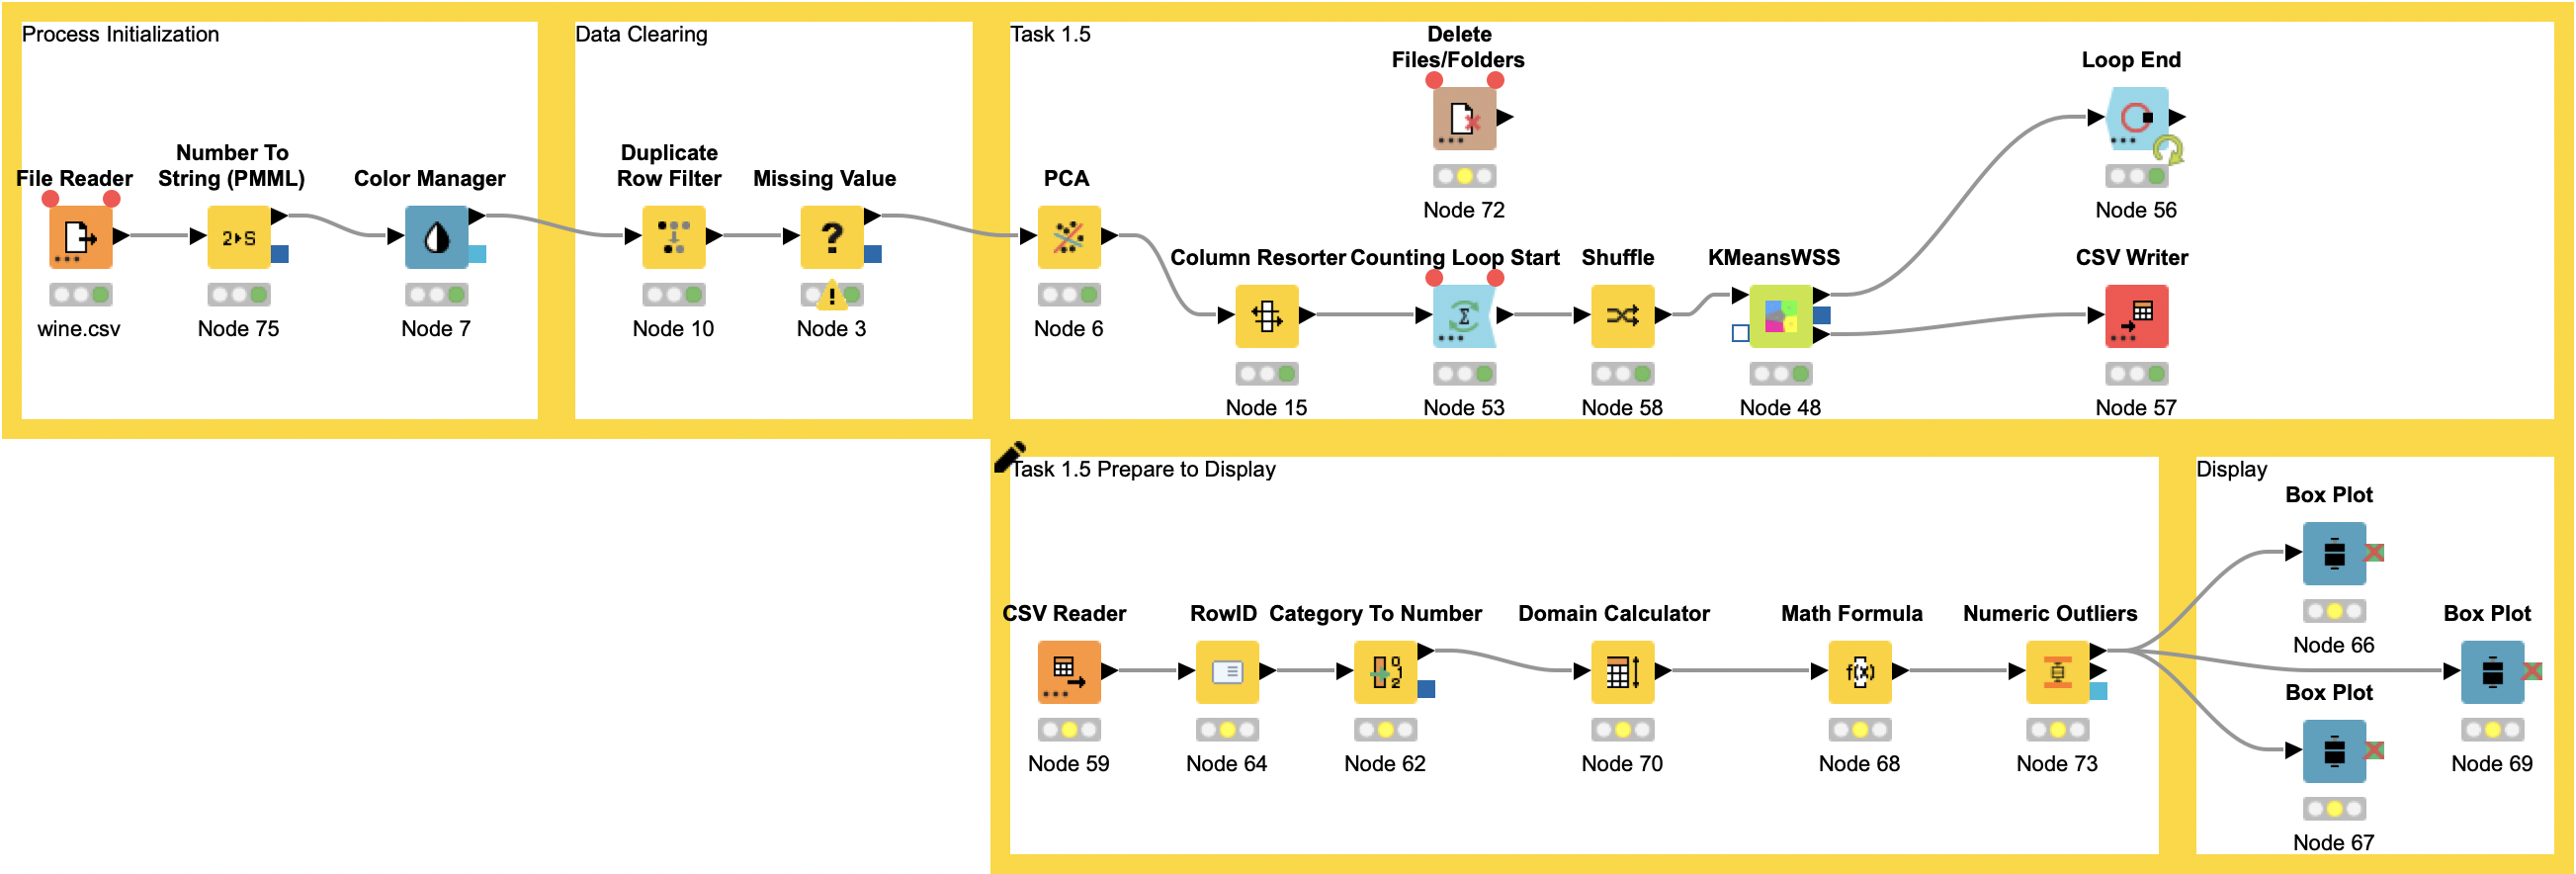 Process Initialization
File Reader
wine.csv
Number To
String (PMML)
2▸S
Node 75
Color Manager
Node 7
Data Clearing
Duplicate
Row Filter
Node 10
Missing Value
?
!
Node 3
Task 1.5
PCA
Node 6
Column Resorter
Node 15
Delete
Files/Folders
Node 72
Counting Loop Start
Σ
Node 53
Shuffle
Node 58
KMeansWSS
Node 48
Loop End
Node 56
CSV Writer
Node 57
Task 1.5 Prepare to Display
CSV Reader
Node 59
RowID
Node 64
Category To Number
0
1
2
Node 62
Domain Calculator
Node 70
Math Formula
f(x)
Node 68
Numeric Outliers
Node 73
Display
Box Plot
Node 66
Box Plot
Node 67
Box Plot
Node 69